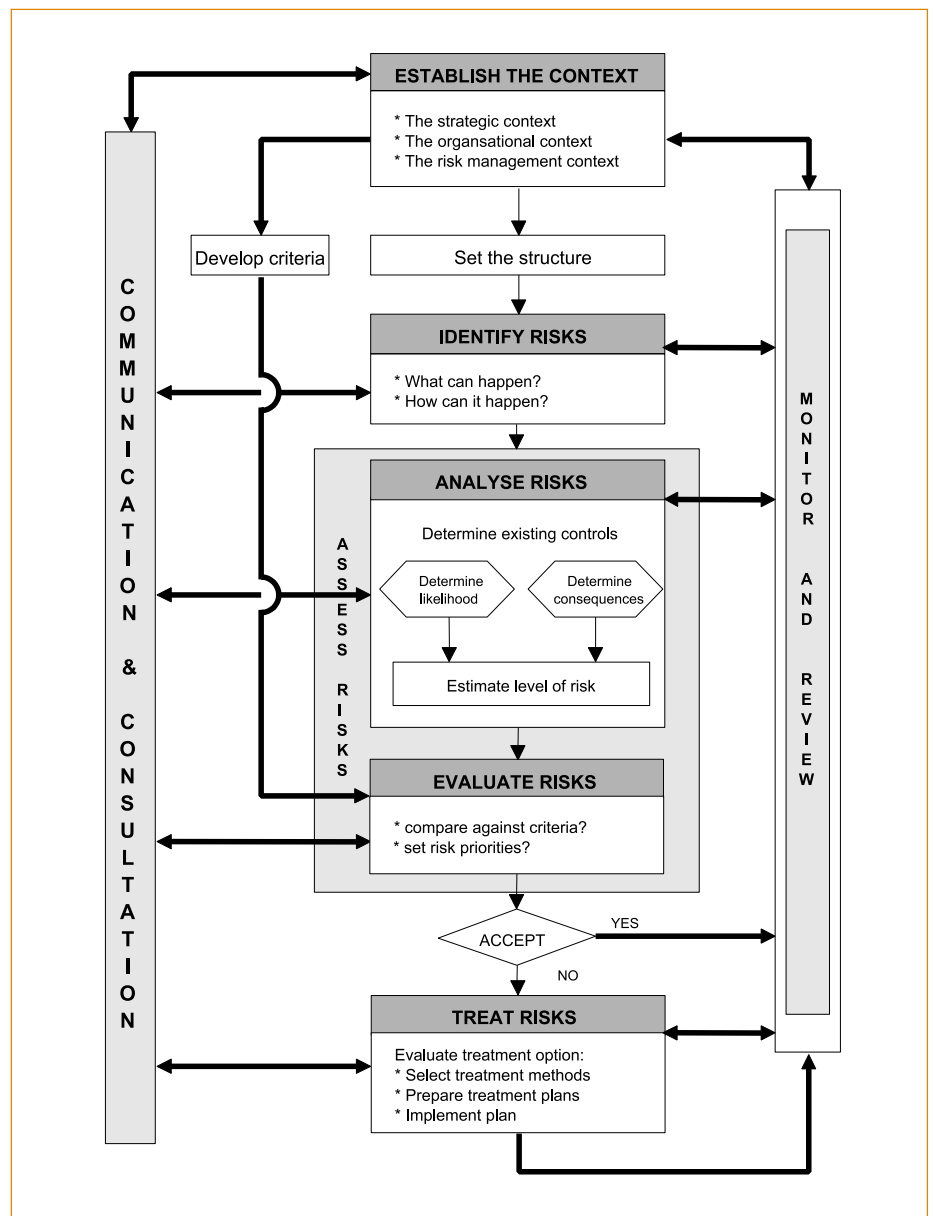 ESTABLISH THE CONTEXT
* The strategic context
* The organsational context
* The risk management context
Develop criteria
Set the structure
IDENTIFY RISKS
* What can happen?
* How can it happen?
COMMUNICATION & CONSULTATION
MONITOR AND REVIEW
ASSESS RISKS
ANALYSE RISKS
Determine existing controls
Determine
likelihood
Determine
consequences
Estimate level of risk
EVALUATE RISKS
* compare against criteria?
* set risk priorities?
ACCEPT
YES
NO
TREAT RISKS
Evaluate treatment option:
* Select treatment methods
* Prepare treatment plans
* Implement plan